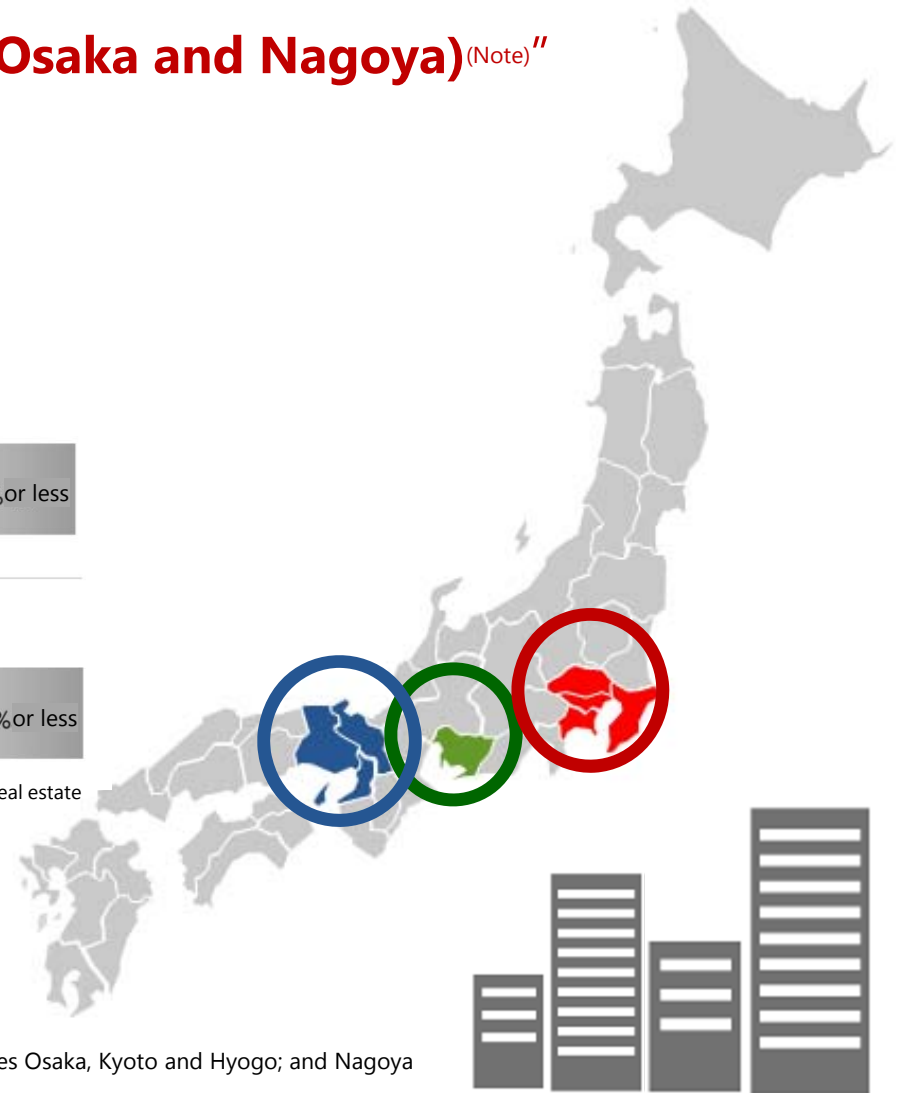 Osaka and Nagoya)(Note)”
or less
%or less
eal estate
es Osaka, Kyoto and Hyogo; and Nagoya